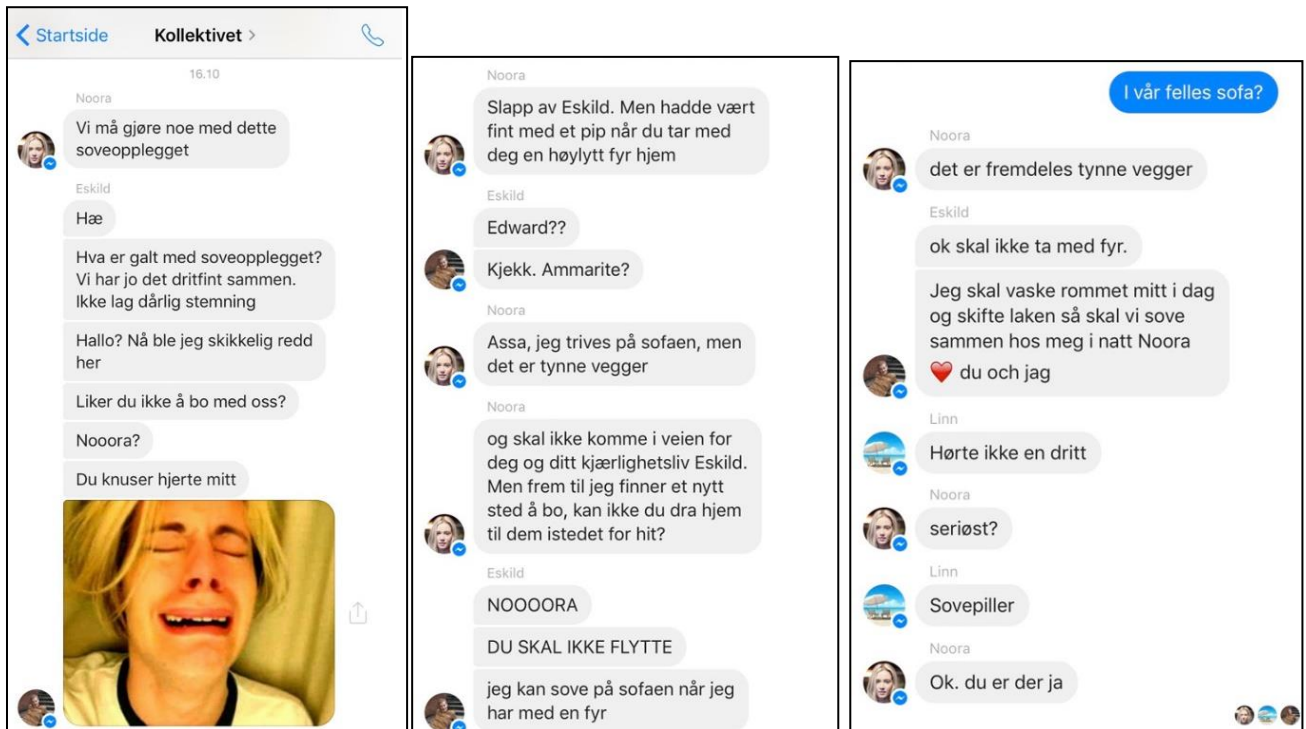 Startside
Kollektivet >
16.10
Noora
Vi må gjøre noe med dette
soveopplegget
Eskild
Hæ
Hva er galt med soveopplegget?
Vi har jo det dritfint sammen.
Ikke lag dårlig stemning
Hallo? Nå ble jeg skikkelig redd
her
Liker du ikke å bo med oss?
Nooora?
Du knuser hjerte mitt
Noora
Slapp av Eskild. Men hadde vært
fint med et pip når du tar med
deg en høylytt fyr hjem
Eskild
Edward??
Kjekk. Ammarite?
Noora
Assa, jeg trives på sofaen, men
det er tynne vegger
Noora
og skal ikke komme i veien for
deg og ditt kjærlighetsliv Eskild.
Men frem til jeg finner et nytt
sted å bo, kan ikke du dra hjem
til dem istedet for hit?
Eskild
NOOOORA
DU SKAL IKKE FLYTTE
jeg kan sove på sofaen når jeg
har med en fyr
I vår felles sofa?
Noora
det er fremdeles tynne vegger
Eskild
ok skal ikke ta med fyr.
Jeg skal vaske rommet mitt i dag
og skifte laken så skal vi sove
sammen hos meg i natt Noora
❤️ du och jag
Linn
Hørte ikke en dritt
Noora
seriøst?
Linn
Sovepiller
Noora
Ok. du er der ja